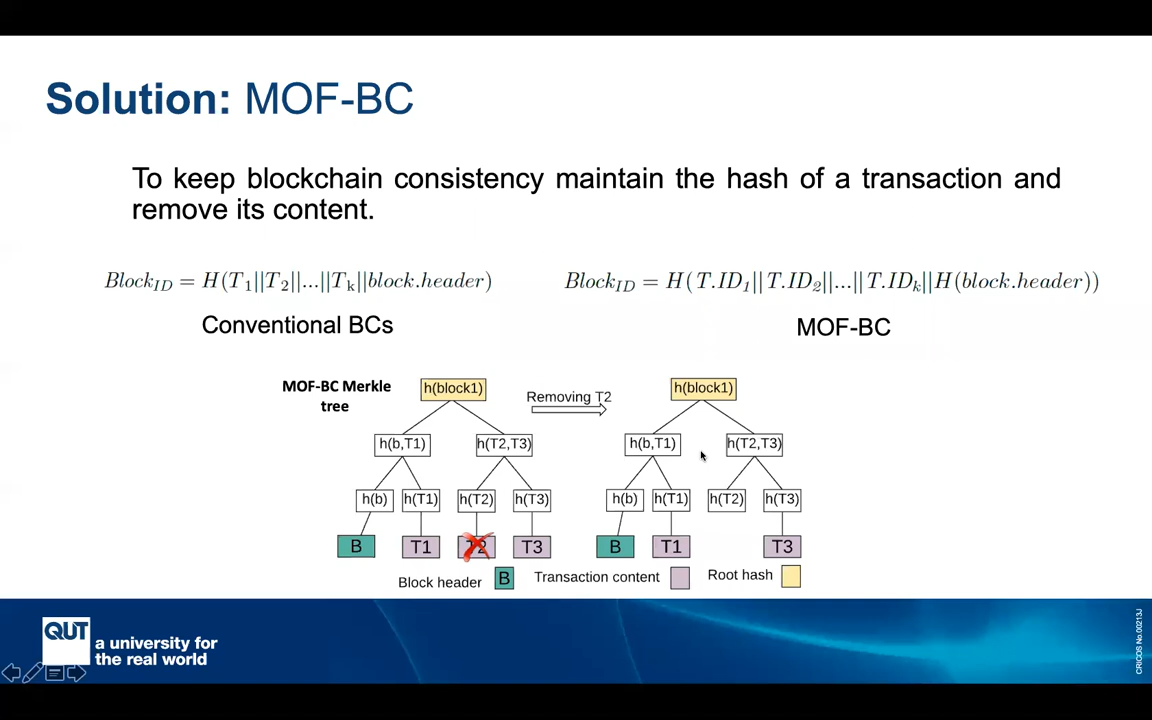 Solution: MOF-BC
To keep blockchain consistency maintain the hash of a transaction and
remove its content.
Block_ID = H(T_1||T_2||...||T_k||block.header)
Block_ID = H( T.ID_1|| T.ID_2||...|| T.ID_k||H(block.header))
Conventional BCs
MOF-BC
MOF-BC Merkle
tree
h(block1)
Removing T2
h(block1)
h(b,T1)
h(T2,T3)
h(b,T1)
h(T2,T3)
h(b)
h(T1)
h(T2)
h(T3)
h(b)
h(T1)
h(T2)
h(T3)
B
T1
T2
T3
B
T1
T3
Block header
B
Transaction content
Root hash
QUT
a university for
the real world
CRICOS No.00213J